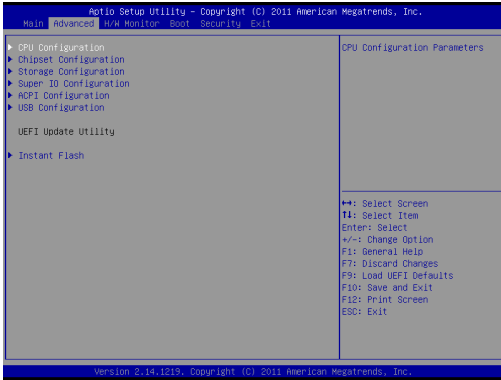 Aptio Setup Utility – Copyright (C) 2011 American Megatrends, Inc.
Main Advanced H/W Monitor Boot Security Exit
CPU Configuration
Chipset Configuration
Storage Configuration
Super IO Configuration
ACPI Configuration
USB Configuration
UEFI Update Utility
Instant Flash
CPU Configuration Parameters
↔: Select Screen
↑↓: Select Item
Enter: Select
+/-: Change Option
F1: General Help
F7: Discard Changes
F9: Load UEFI Defaults
F10: Save and Exit
F12: Print Screen
ESC: Exit
Version 2.14.1219. Copyright (C) 2011 American Megatrends, Inc.